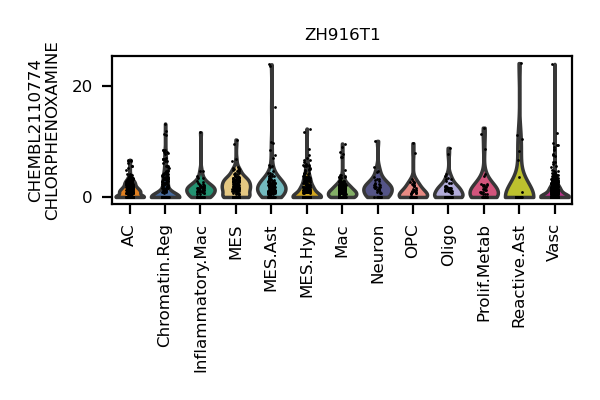 ZH916T1
CHEMBL2110774
CHLORPHENOXAMINE
20
0
AC
Chromatin.Reg
Inflammatory.Mac
MES
MES.Ast
MES.Hyp
Mac
Neuron
OPC
Oligo
Prolif.Metab
Reactive.Ast
Vasc